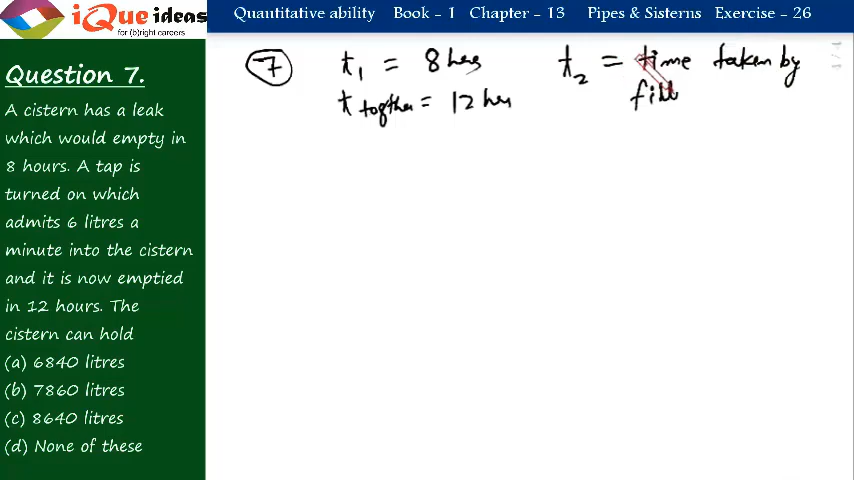 iQue ideas
for (b)right careers
Quantitative ability Book - 1 Chapter - 13 Pipes & Sisterns Exercise - 26
Question 7.
A cistern has a leak
which would empty in
8 hours. A tap is
turned on which
admits 6 litres a
minute into the cistern
and it is now emptied
in 12 hours. The
cistern can hold
(a) 6840 litres
(b) 7860 litres
(c) 8640 litres
(d) None of these
7 t1 = 8 hrs t2 = time taken by
t together = 12 hrs fill
1/1